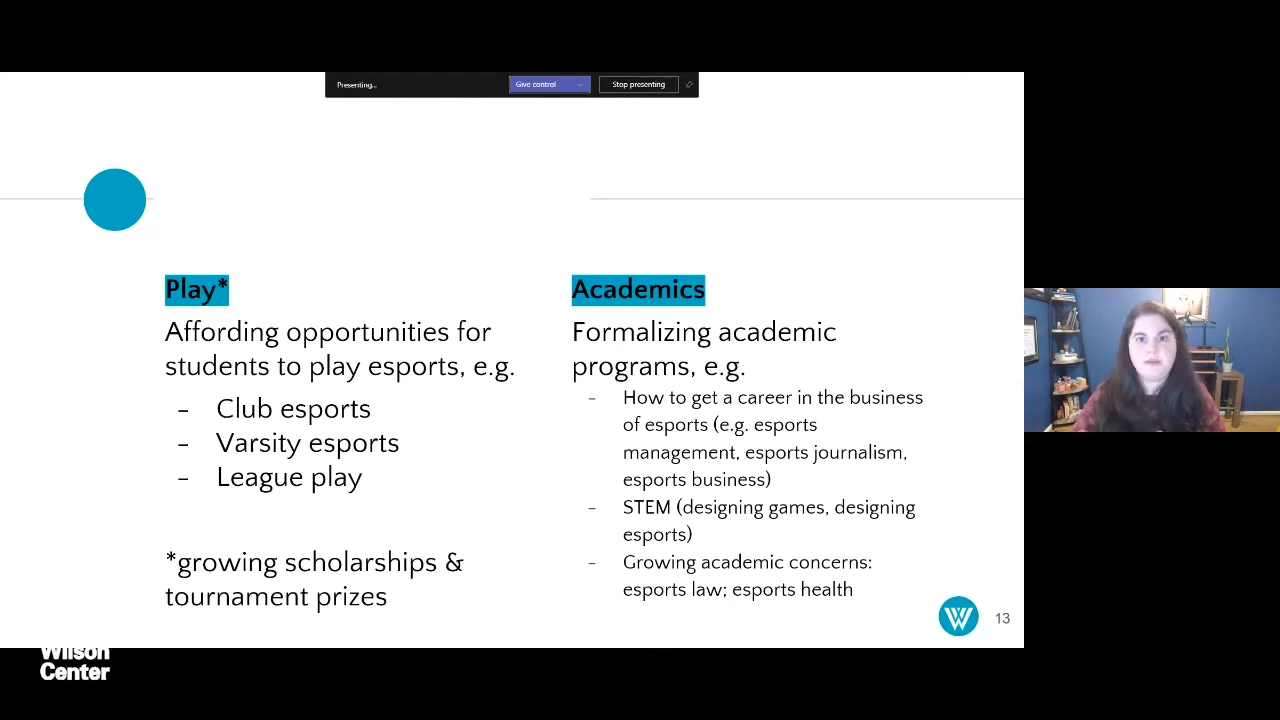 Presenting...
Give control
Stop presenting
Play*
Affording opportunities for
students to play esports, e.g.
- Club esports
- Varsity esports
- League play
*growing scholarships &
tournament prizes
Academics
Formalizing academic
programs, e.g.
- How to get a career in the business
of esports (e.g. esports
management, esports journalism,
esports business)
- STEM (designing games, designing
esports)
- Growing academic concerns:
esports law; esports health
W
13
Wilson
Center